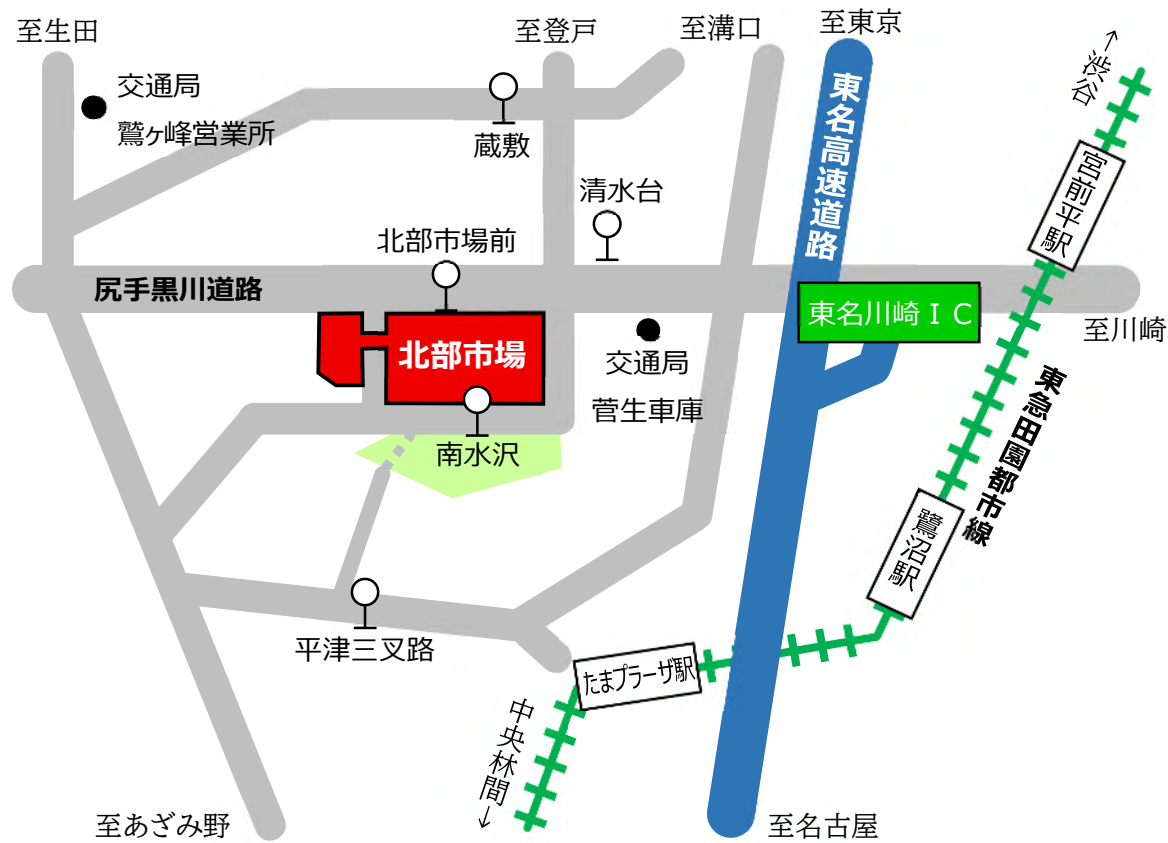 至生田
至登戸
至溝口
至東京
←渋谷
交通局
鷲ヶ峰営業所
蔵敷
東名高速道路
宮前平駅
清水台
北部市場前
尻手黒川道路
東名川崎ＩＣ
至川崎
北部市場
交通局
菅生車庫
東急田園都市線
南水沢
鷺沼駅
平津三叉路
たまプラーザ駅
中央林間→
至あざみ野
至名古屋